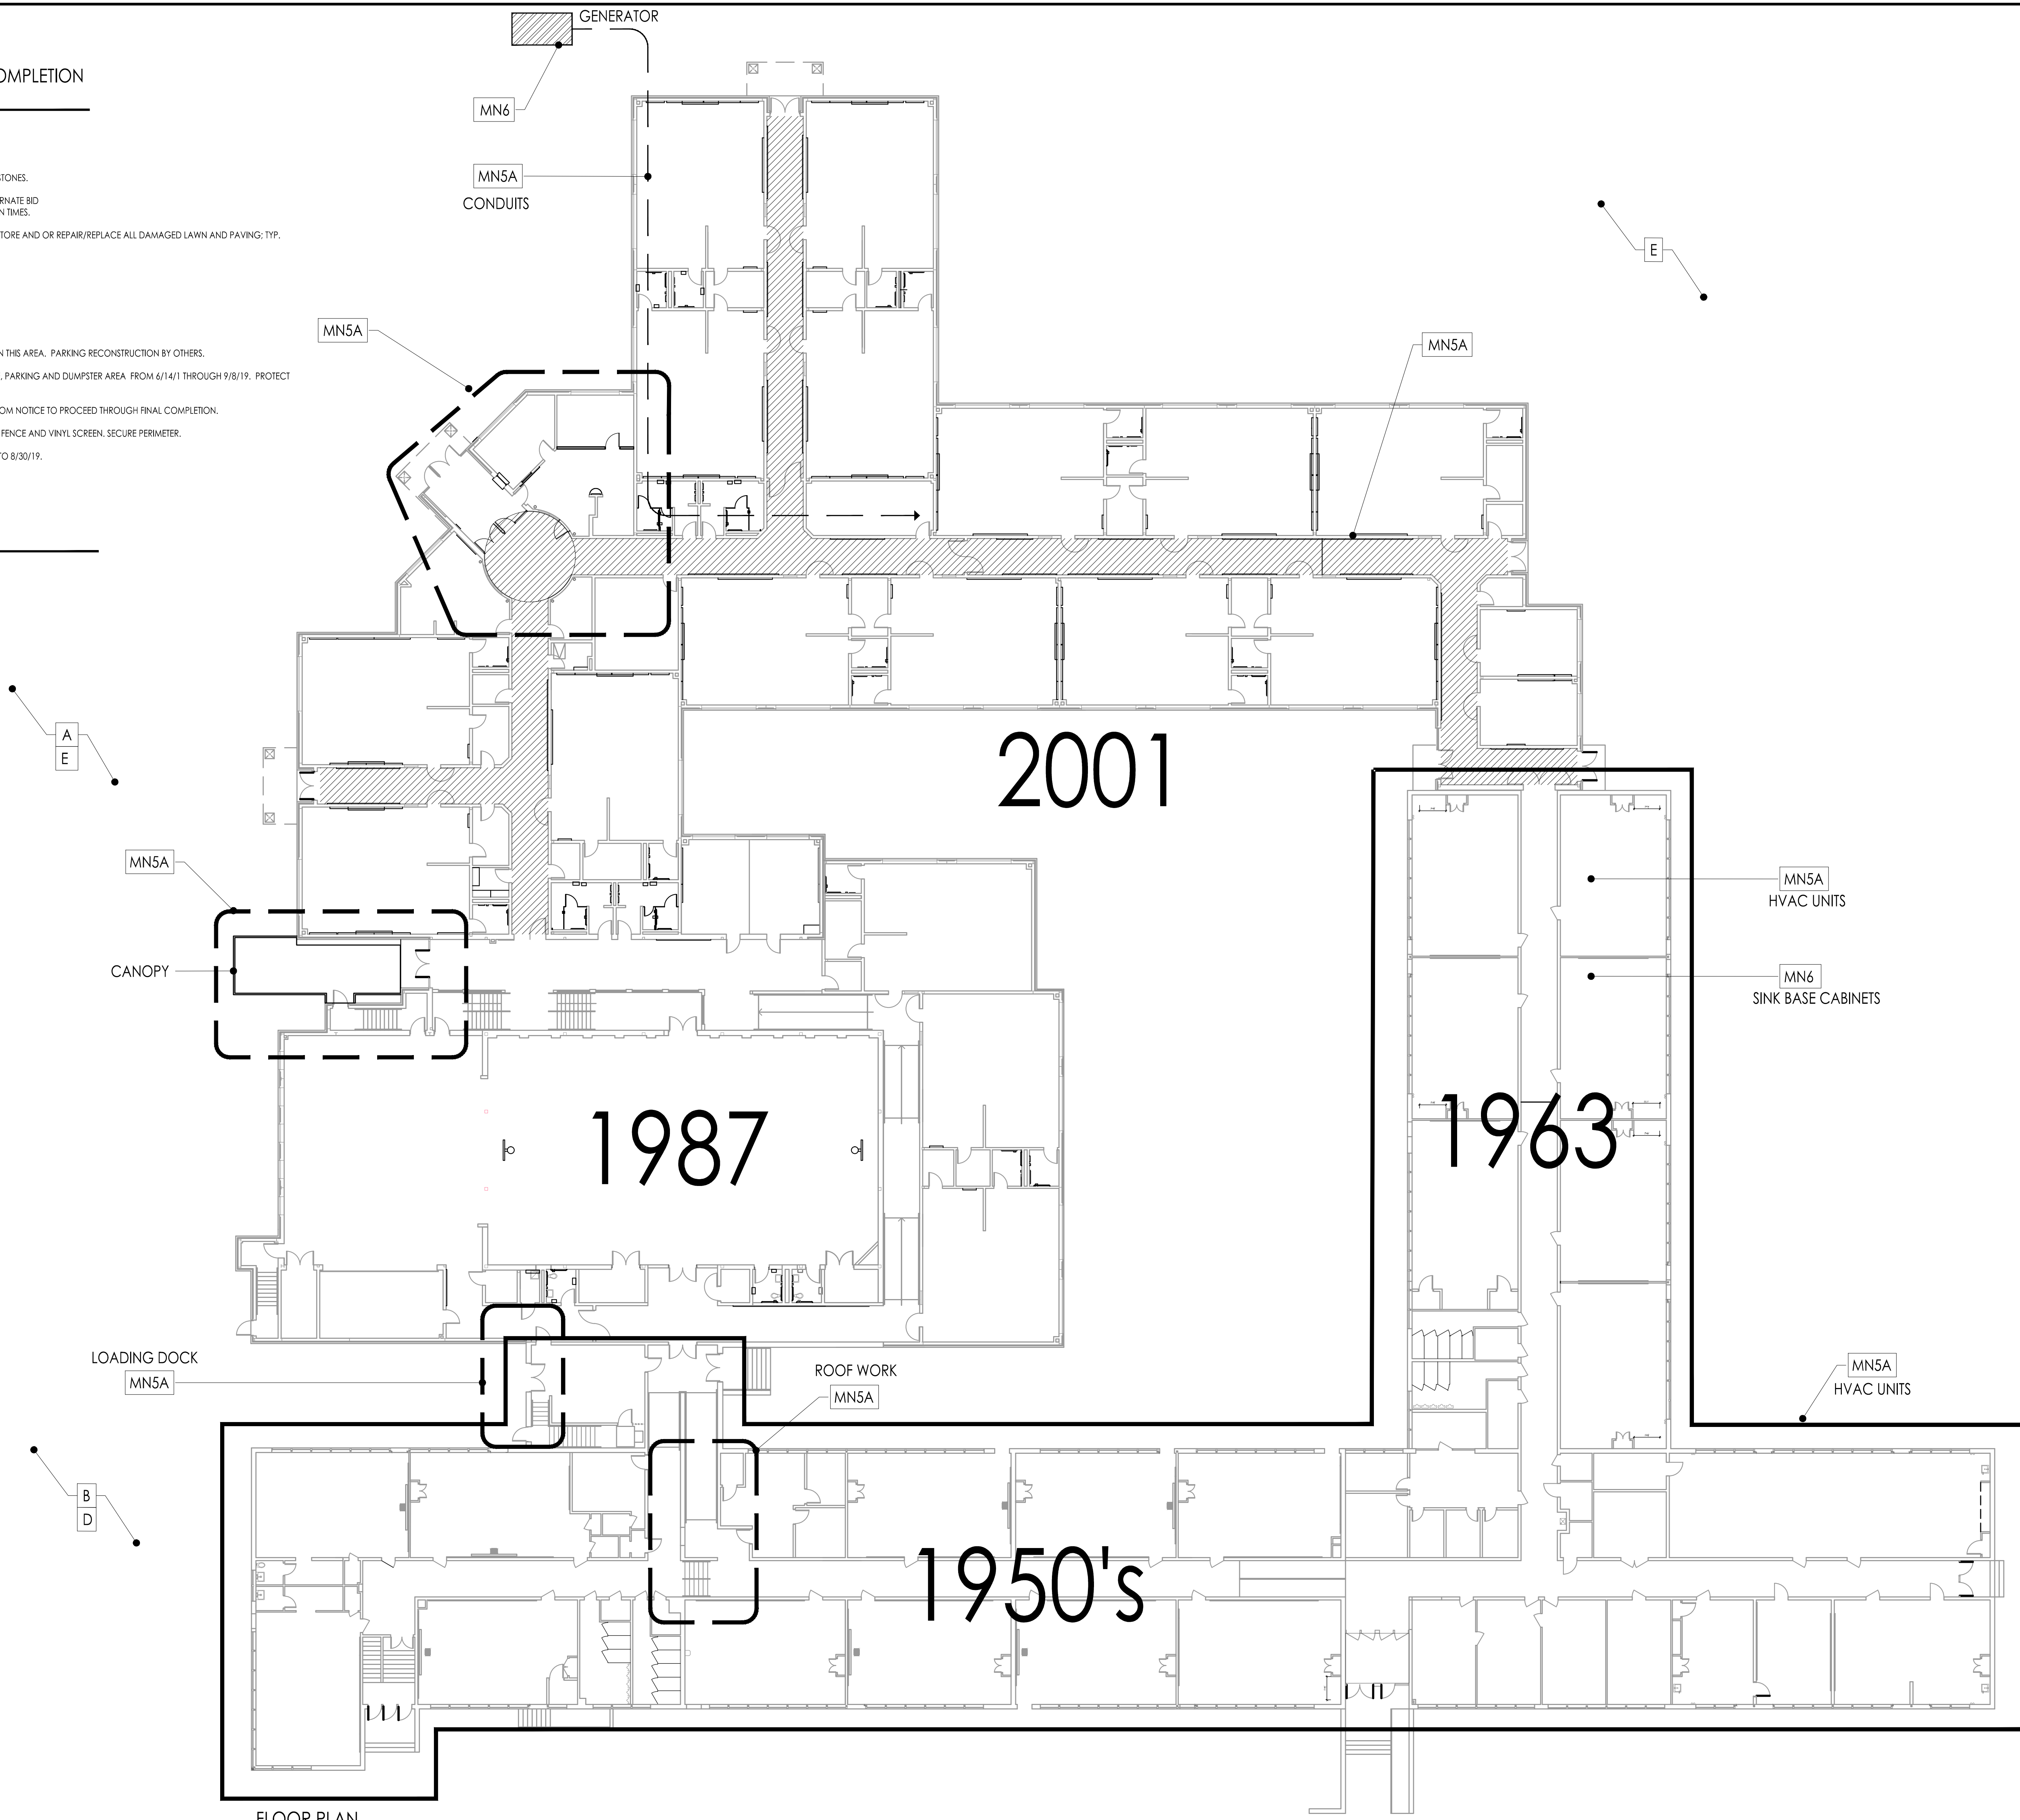 GENERATOR
OMPLETION
MN6
STONES.
MN5A
CONDUITS
RNATE BID
N TIMES.
TORE AND OR REPAIR/REPLACE ALL DAMAGED LAWN AND PAVING; TYP.
E
MN5A
MN5A
N THIS AREA. PARKING RECONSTRUCTION BY OTHERS.
, PARKING AND DUMPSTER AREA FROM 6/14/1 THROUGH 9/8/19. PROTECT
OM NOTICE TO PROCEED THROUGH FINAL COMPLETION.
FENCE AND VINYL SCREEN. SECURE PERIMETER.
TO 8/30/19.
A
E
2001
MN5A
MN5A
HVAC UNITS
CANOPY
MN6
SINK BASE CABINETS
1987
1963
LOADING DOCK
MN5A
ROOF WORK
MN5A
MN5A
HVAC UNITS
B
D
1950's
FLOOR PLAN